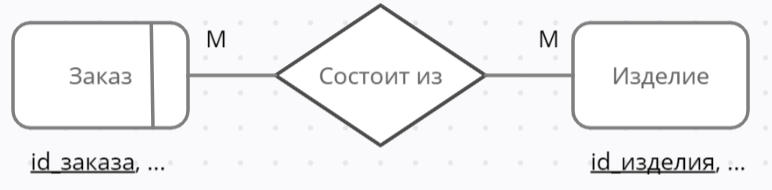 М
М
Заказ
Состоит из
Изделие
id_заказа, ...
id_изделия, ...